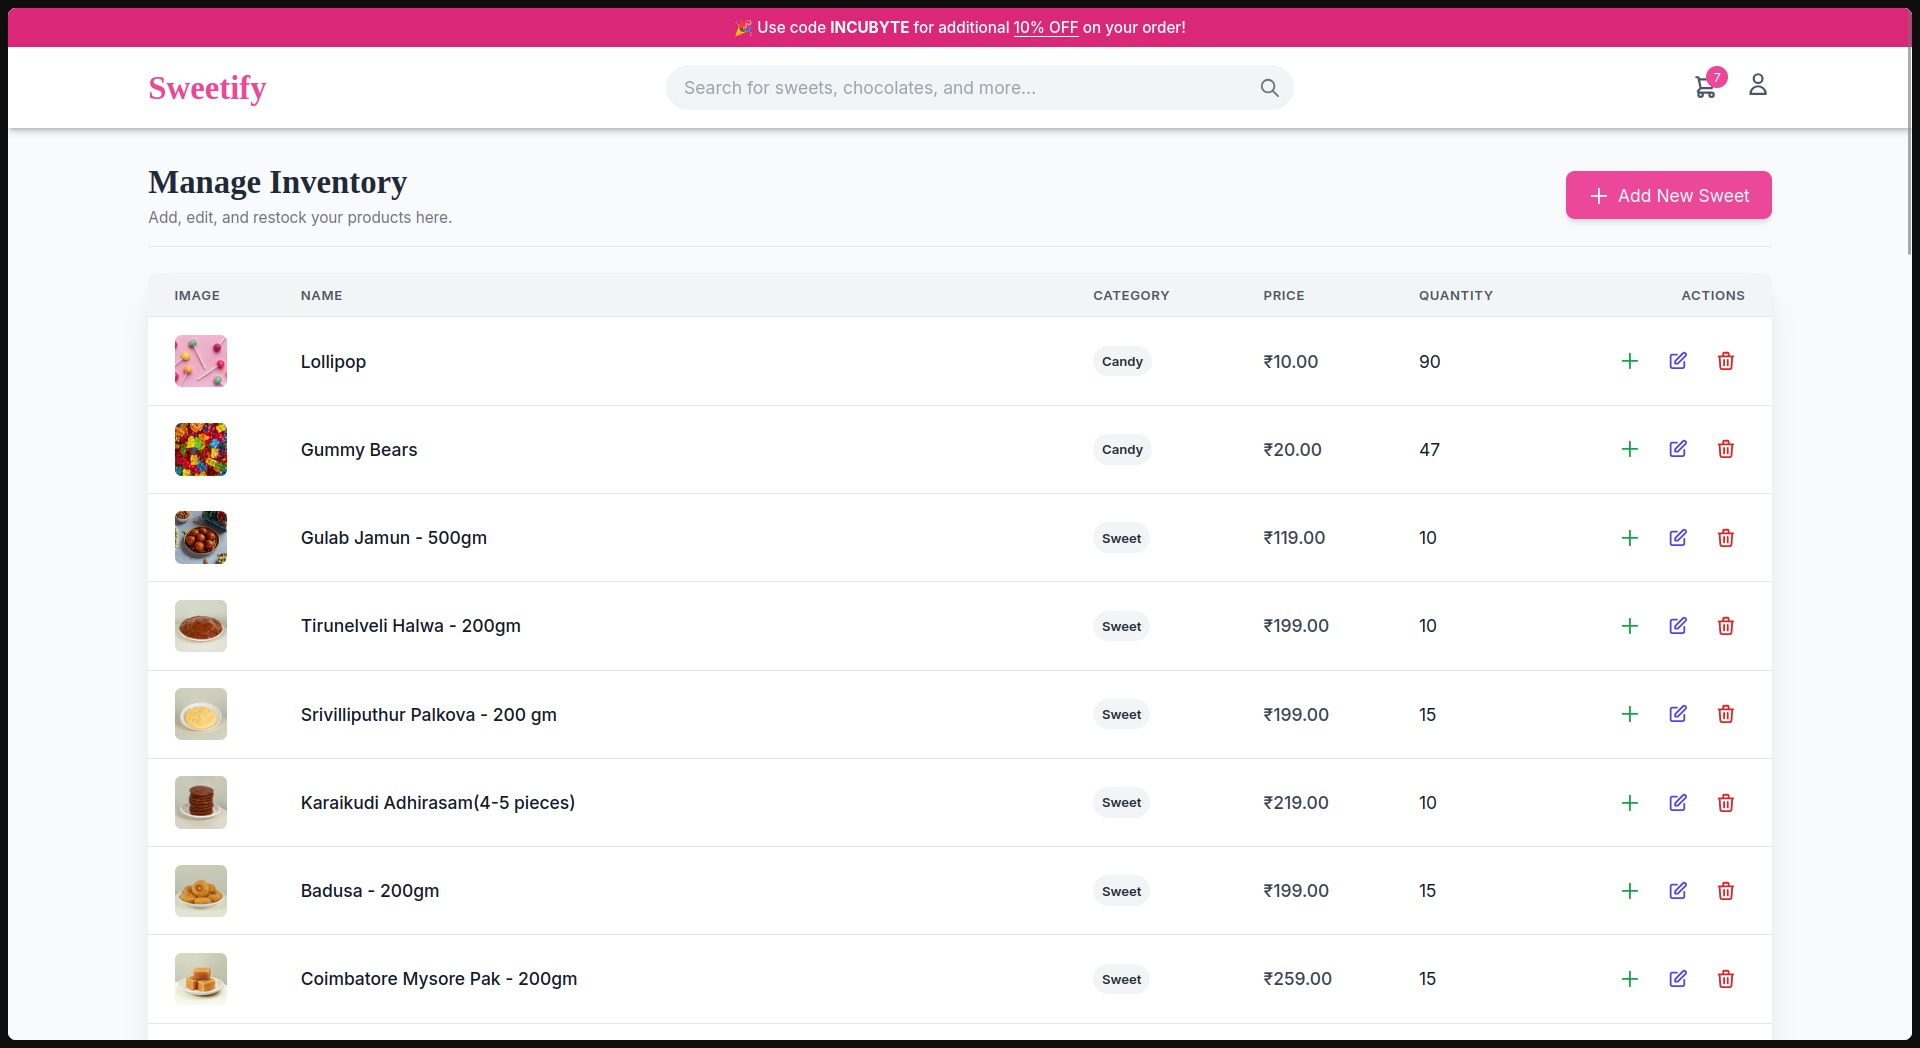 🎉 Use code INCUBYTE for additional 10% OFF on your order!
Sweetify
Search for sweets, chocolates, and more...
7
Manage Inventory
Add, edit, and restock your products here.
Add New Sweet
IMAGE NAME CATEGORY PRICE QUANTITY ACTIONS
Lollipop Candy ₹10.00 90
Gummy Bears Candy ₹20.00 47
Gulab Jamun - 500gm Sweet ₹119.00 10
Tirunelveli Halwa - 200gm Sweet ₹199.00 10
Srivilliputhur Palkova - 200 gm Sweet ₹199.00 15
Karaikudi Adhirasam(4-5 pieces) Sweet ₹219.00 10
Badusa - 200gm Sweet ₹199.00 15
Coimbatore Mysore Pak - 200gm Sweet ₹259.00 15